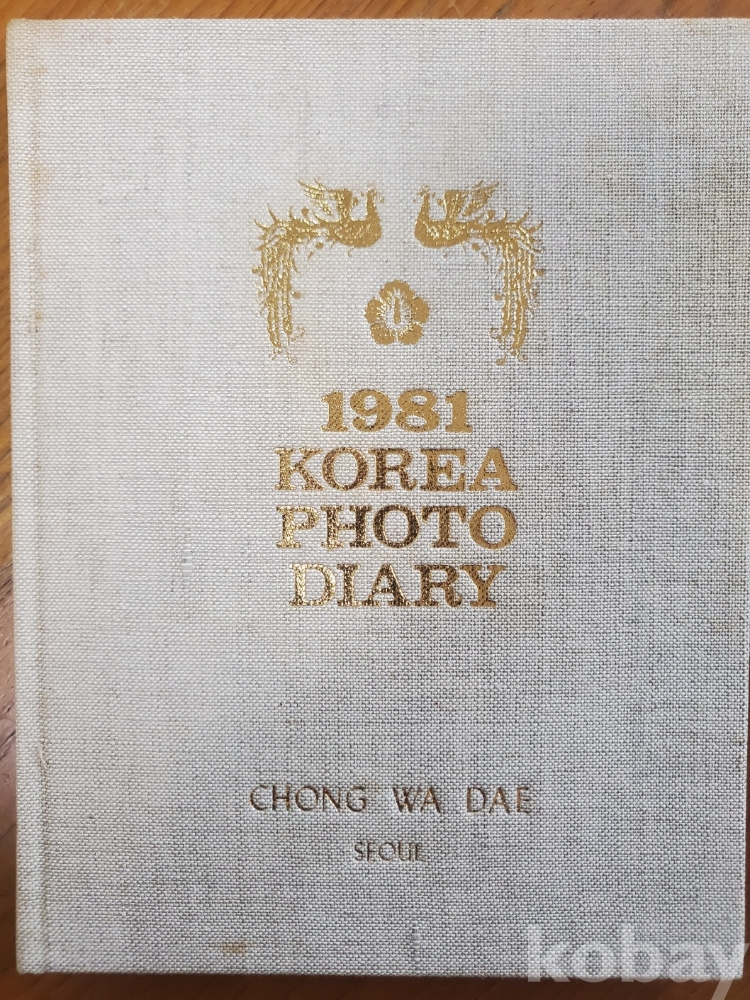 1981
KOREA
PHOTO
DIARY
CHONG WA DAE
SEOUL
kobay